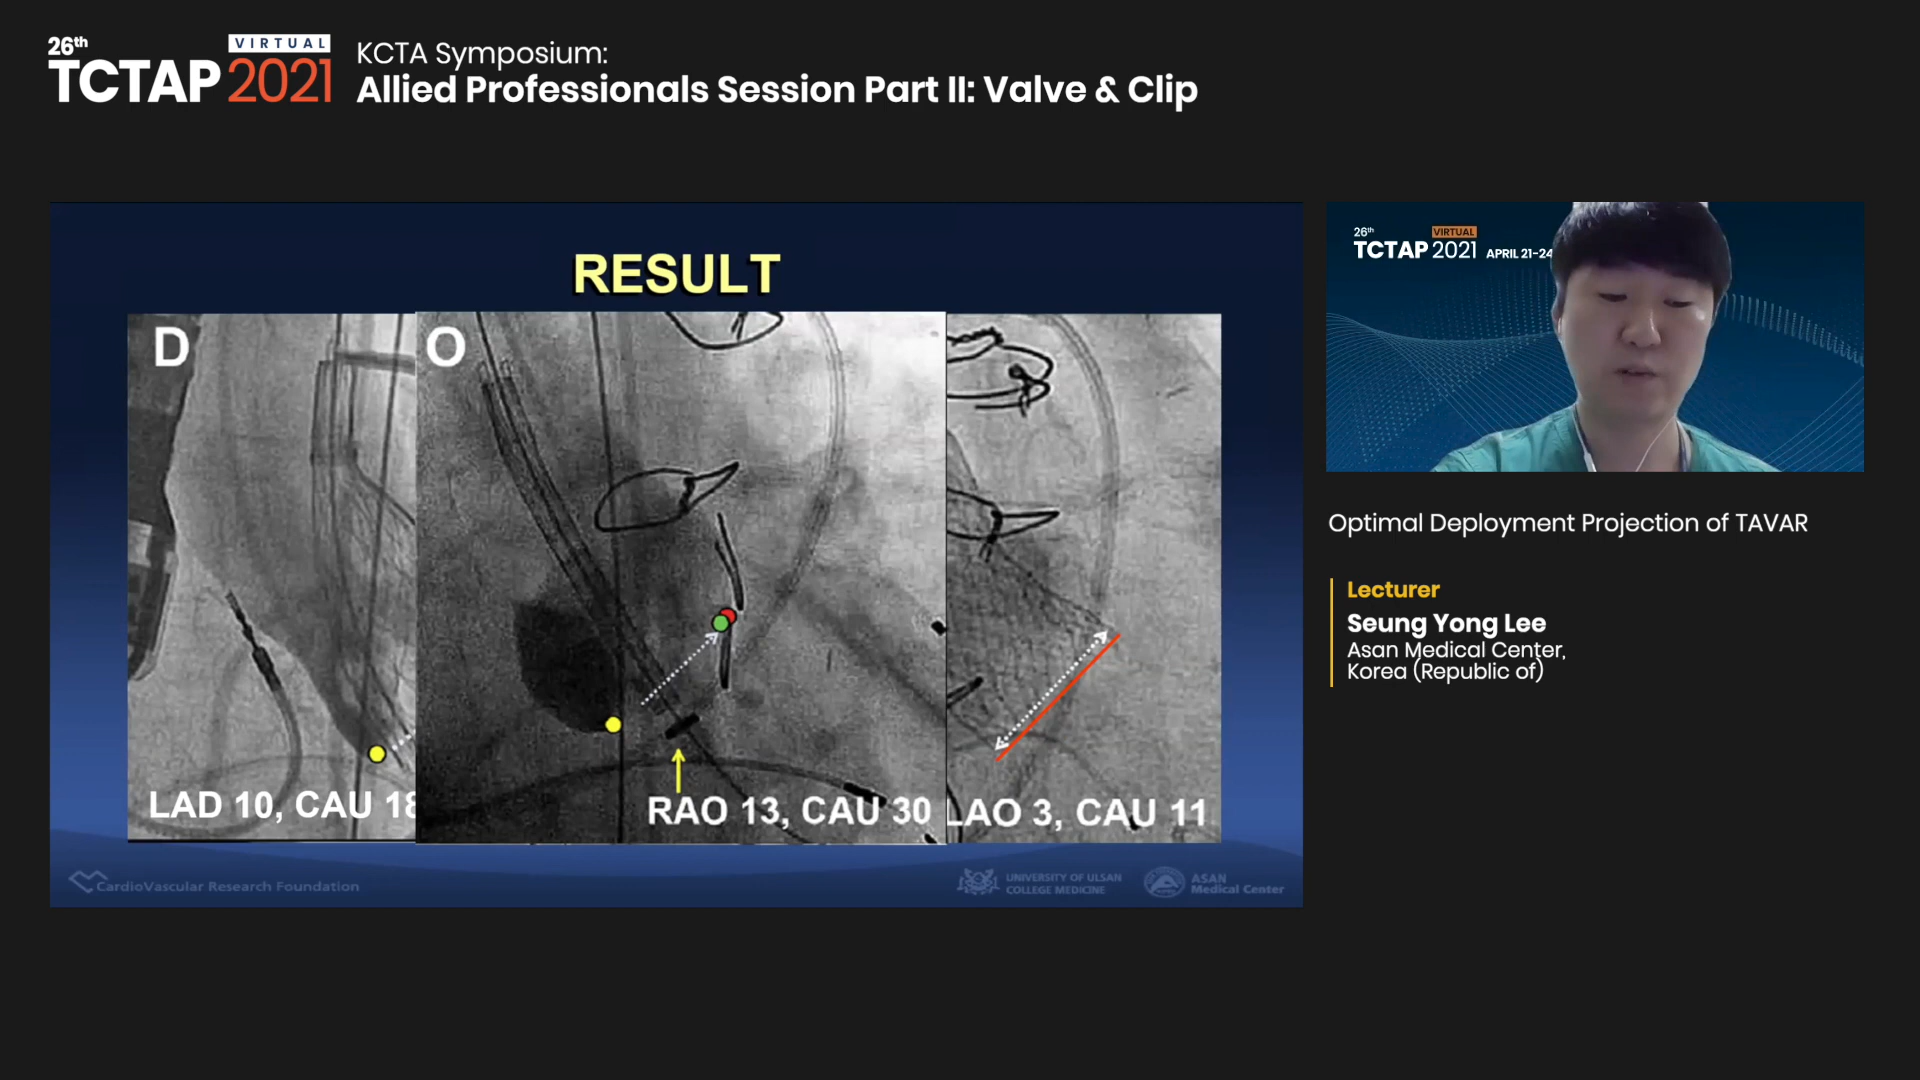 26th
VIRTUAL
TCTAP 2021
KCTA Symposium:
Allied Professionals Session Part II: Valve & Clip
RESULT
D
O
LAD 10, CAU 18
RAO 13, CAU 30
LAO 3, CAU 11
CardioVascular Research Foundation
UNIVERSITY OF ULSAN
COLLEGE MEDICINE
ASAN
Medical Center
26th
VIRTUAL
TCTAP 2021 APRIL 21-24
Optimal Deployment Projection of TAVAR
Lecturer
Seung Yong Lee
Asan Medical Center,
Korea (Republic of)